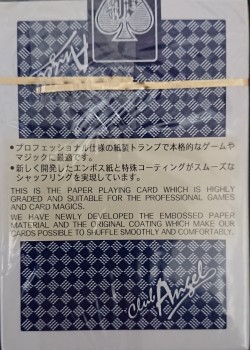 Angel
●プロフェッショナル仕様の紙製トランプで本格的なゲームや
マジックに最適です。
●新しく開発したエンボス紙と特殊コーティングがスムーズな
シャッフリングを実現しています。
THIS IS THE PAPER PLAYING CARD WHICH IS HIGHLY
GRADED AND SUITABLE FOR THE PROFESSIONAL GAMES
AND CARD MAGICS.
WE HAVE NEWLY DEVELOPED THE EMBOSSED PAPER
MATERIAL AND THE ORIGINAL COATING WHICH MAKE OUR
CARDS POSSIBLE TO SHUFFLE SMOOTHLY AND COMFORTABLY.
Club
Angel